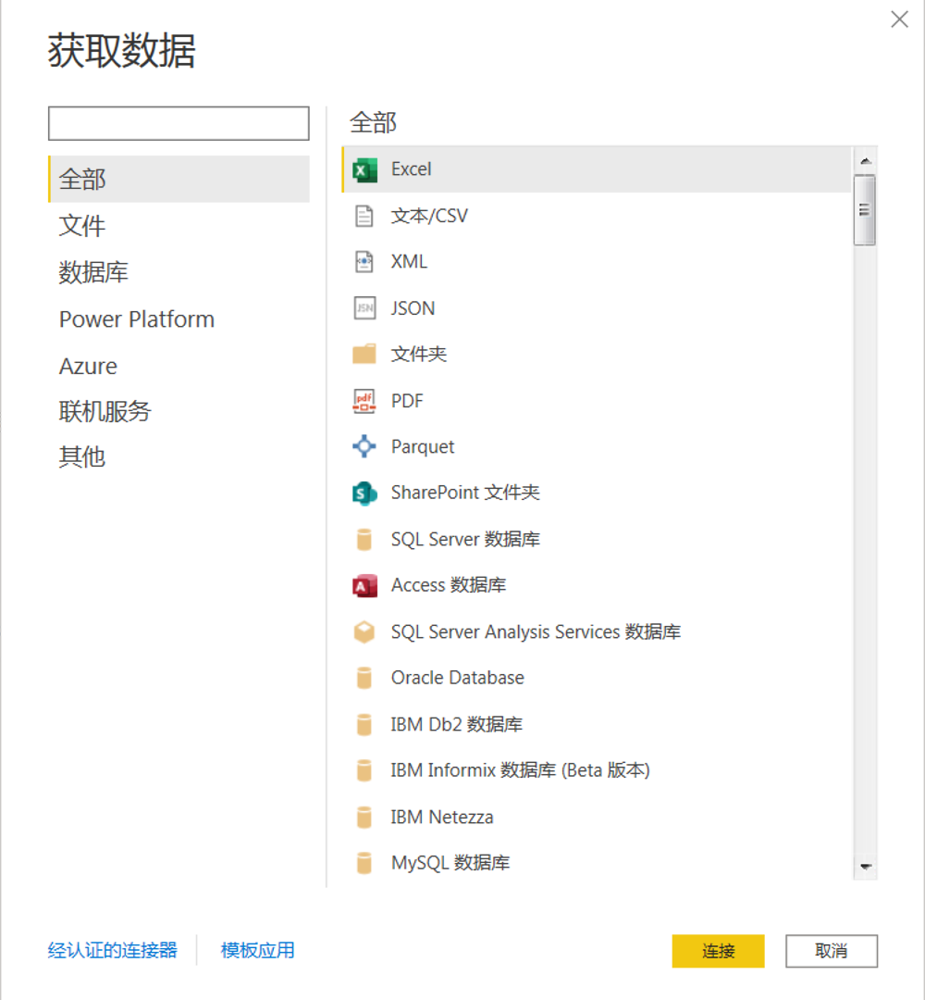 获取数据
全部
文件
数据库
Power Platform
Azure
联机服务
其他
全部
Excel
文本/CSV
XML
JSN JSON
文件夹
pdf PDF
Parquet
S SharePoint 文件夹
SQL Server 数据库
A Access 数据库
SQL Server Analysis Services 数据库
Oracle Database
IBM Db2 数据库
IBM Informix 数据库 (Beta 版本)
IBM Netezza
MySQL 数据库
经认证的连接器
模板应用
连接
取消